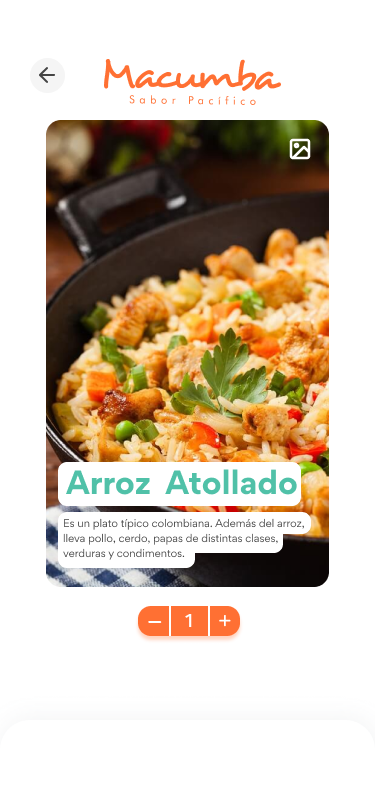 Macumba
Sabor Pacífico
Arroz Atollado
Es un plato típico colombiana. Además del arroz,
lleva pollo, cerdo, papas de distintas clases,
verduras y condimentos.
– 1 +